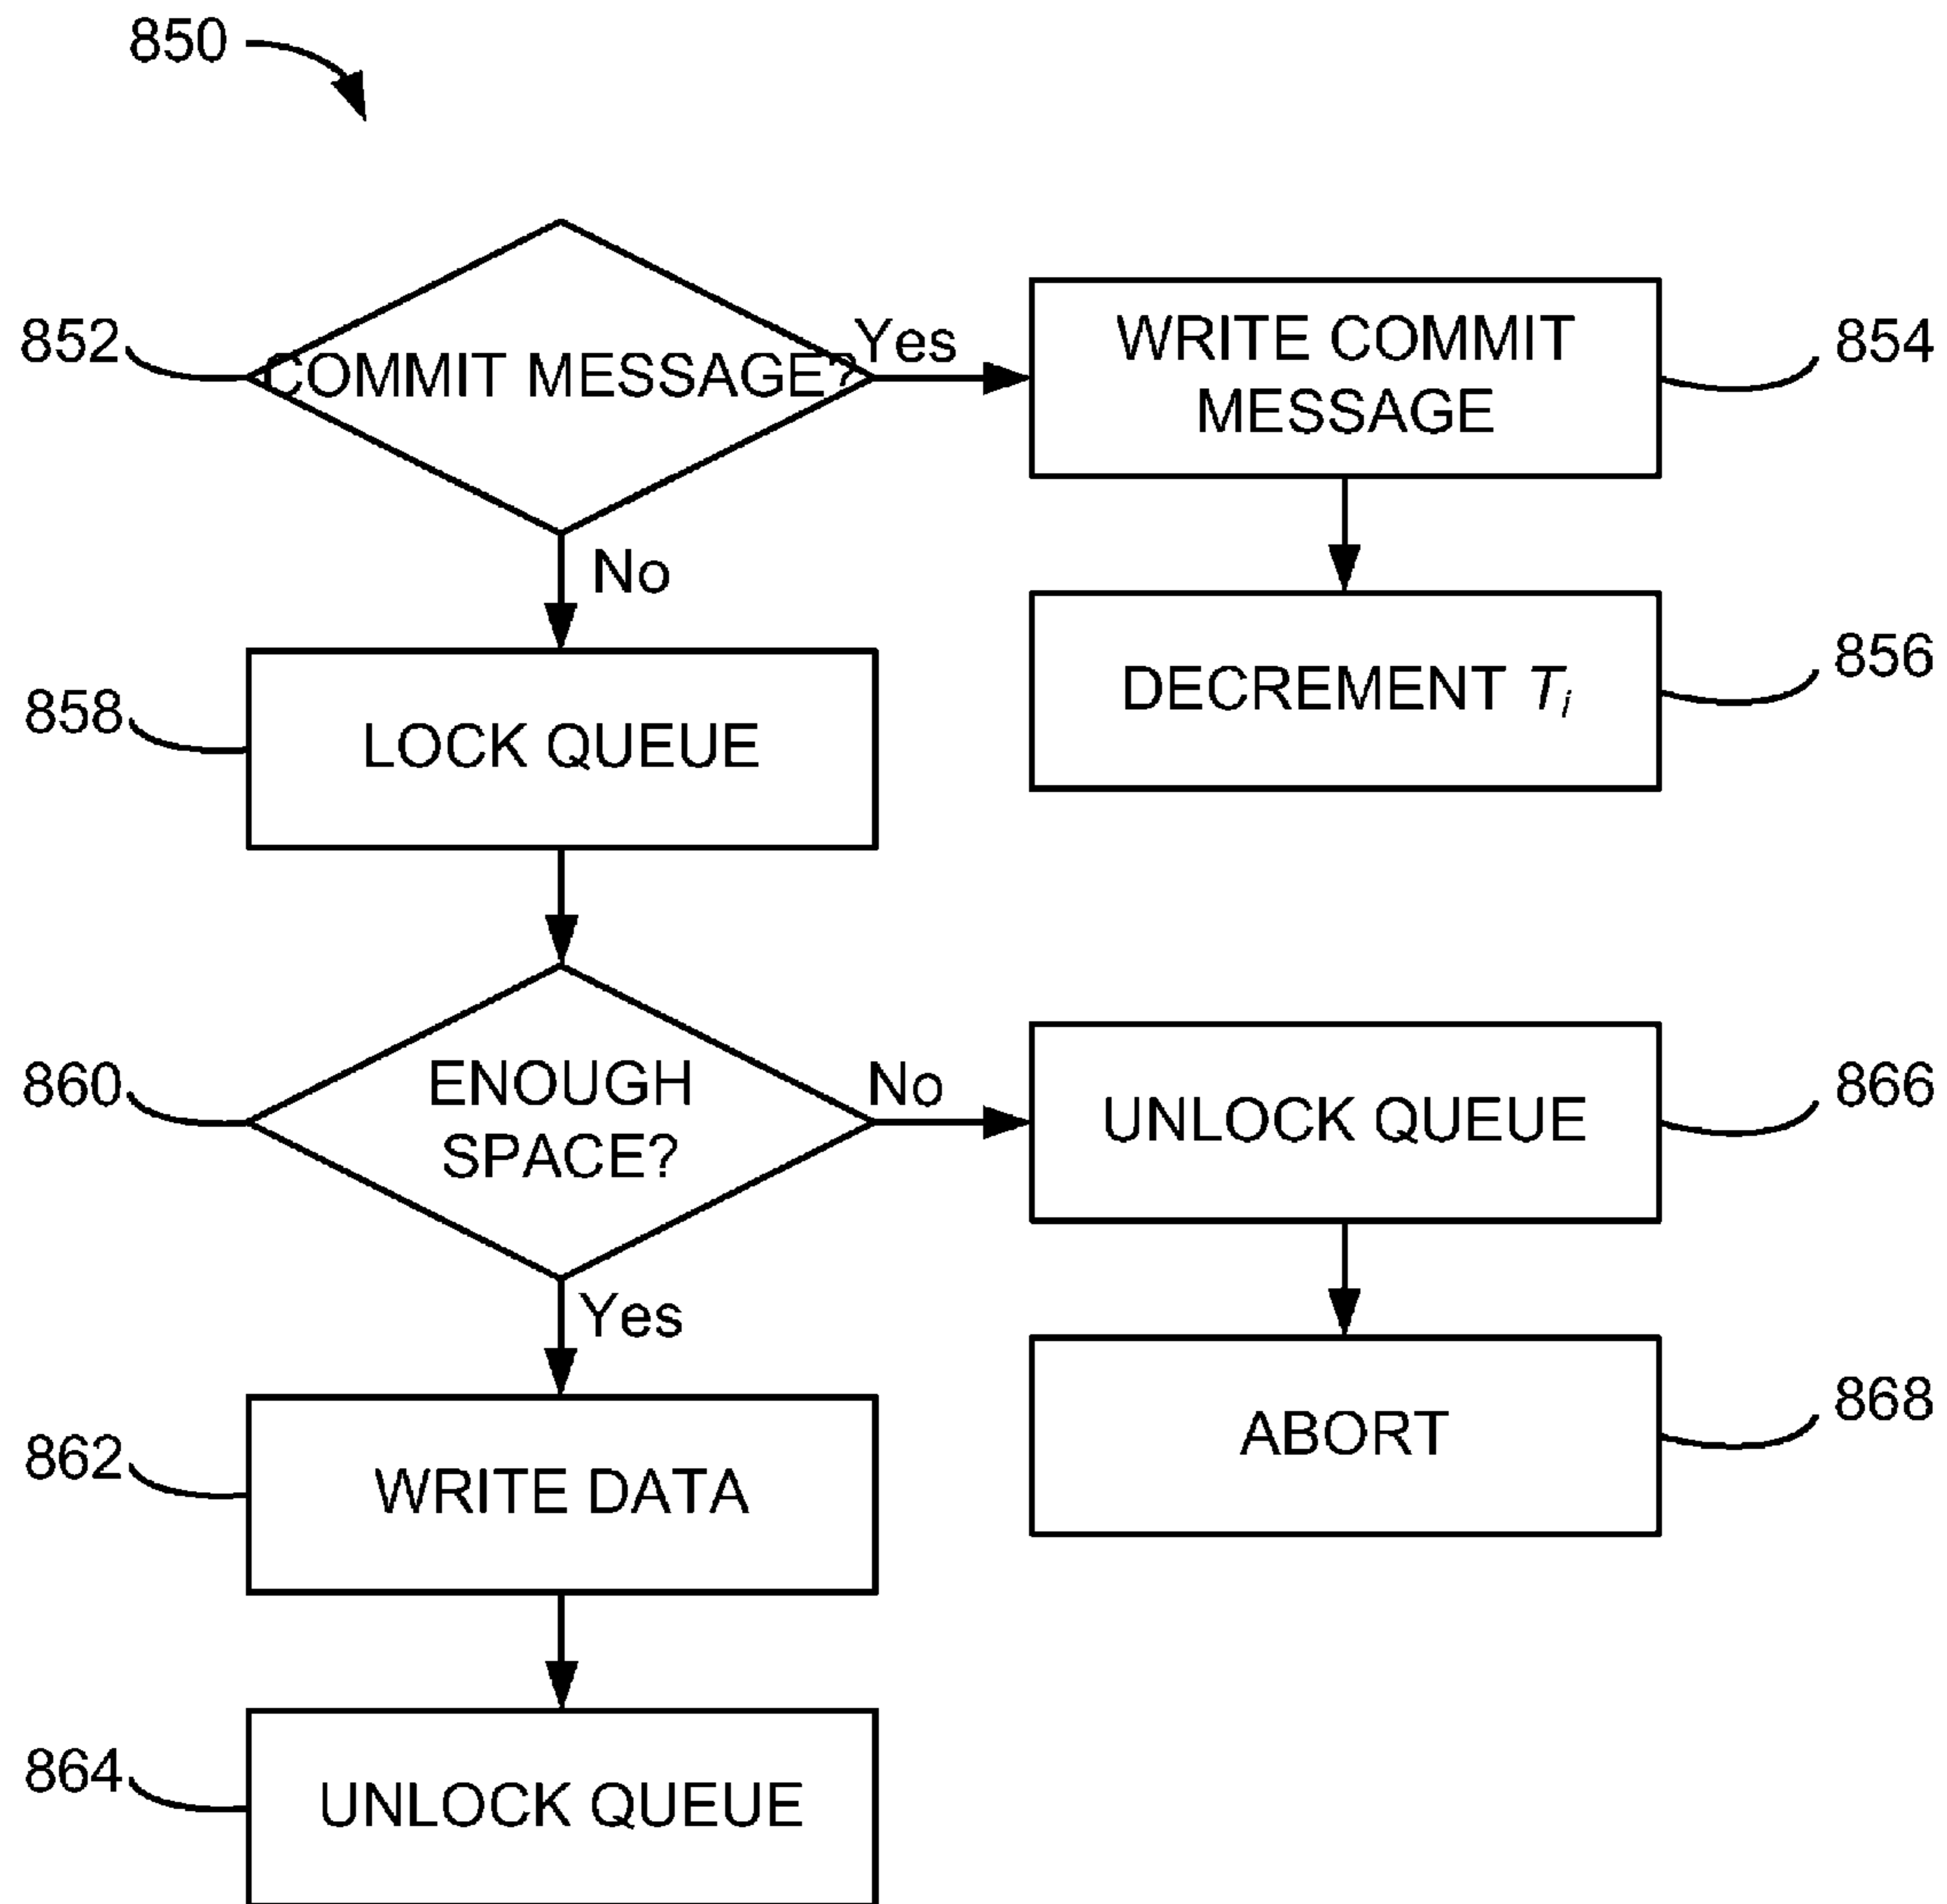 850
852
COMMIT MESSAGE?
Yes
WRITE COMMIT
MESSAGE
854
No
DECREMENT Ti
856
858
LOCK QUEUE
860
ENOUGH
SPACE?
No
UNLOCK QUEUE
866
Yes
ABORT
868
862
WRITE DATA
864
UNLOCK QUEUE